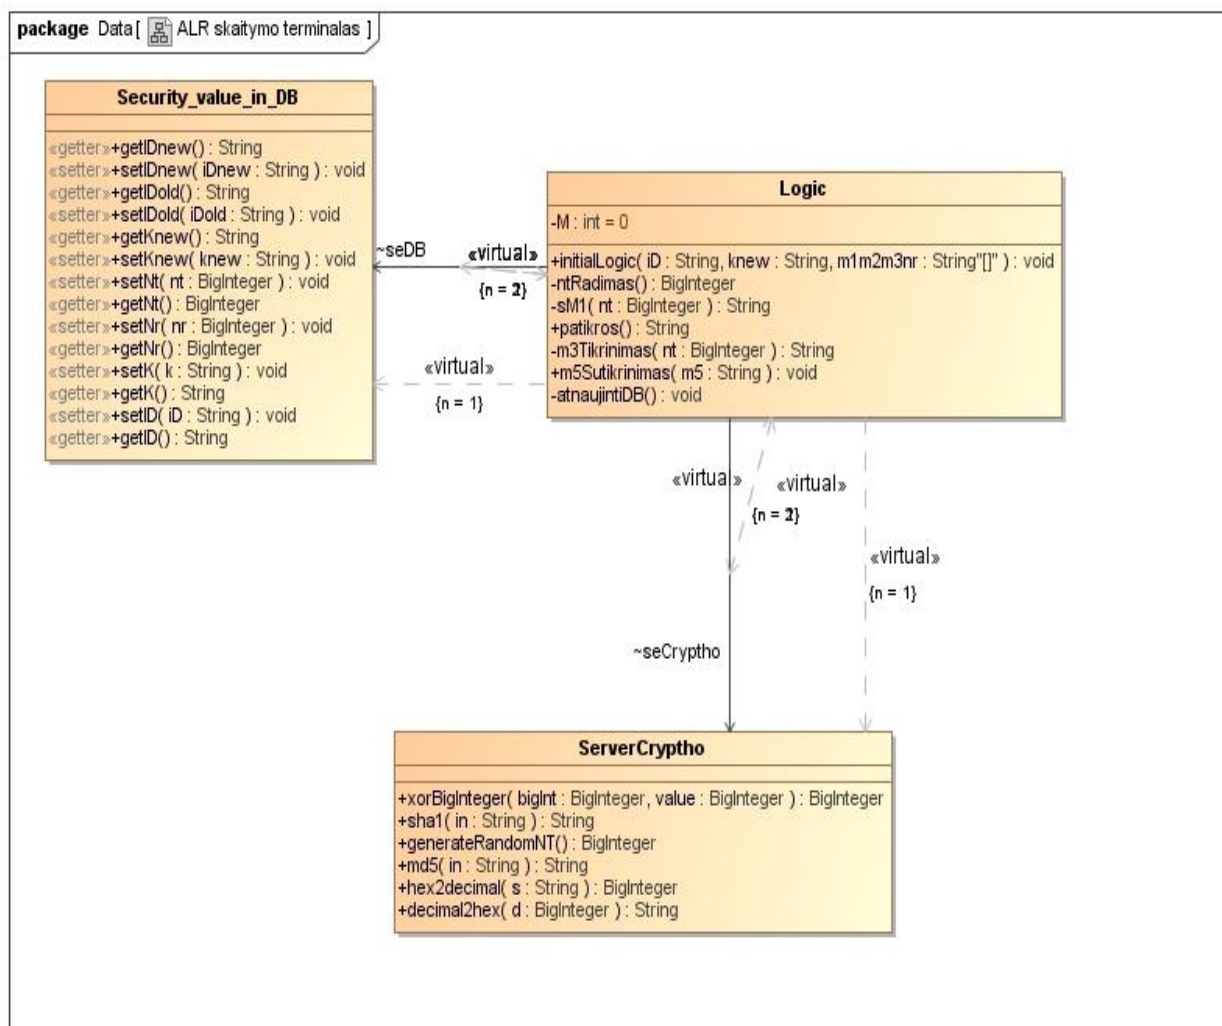 package Data [ ALR skaitymo terminalas ]
Security_value_in_DB
«getter»+getIDnew() : String
«setter»+setIDnew( iDnew : String ) : void
«getter»+getIDold() : String
«setter»+setIDold( iDold : String ) : void
«getter»+getKnew() : String
«setter»+setKnew( knew : String ) : void
«setter»+setNt( nt : BigInteger ) : void
«getter»+getNt() : BigInteger
«setter»+setNr( nr : BigInteger ) : void
«getter»+getNr() : BigInteger
«setter»+setK( k : String ) : void
«getter»+getK() : String
«setter»+setID( iD : String ) : void
«getter»+getID() : String
Logic
-M : int = 0
+initialLogic( iD : String, knew : String, m1m2m3nr : String"[]" ) : void
-ntRadimas() : BigInteger
-sM1( nt : BigInteger ) : String
+patikros() : String
-m3Tikrinimas( nt : BigInteger ) : String
+m5Sutikrinimas( m5 : String ) : void
-atnaujintiDB() : void
~seDB
«virtual»
«virtual»
{n = 1}
«virtual»
«virtual»
«virtual»
{n = 1}
~seCryptho
ServerCryptho
+xorBigInteger( bigInt : BigInteger, value : BigInteger ) : BigInteger
+sha1( in : String ) : String
+generateRandomNT() : BigInteger
+md5( in : String ) : String
+hex2decimal( s : String ) : BigInteger
+decimal2hex( d : BigInteger ) : String